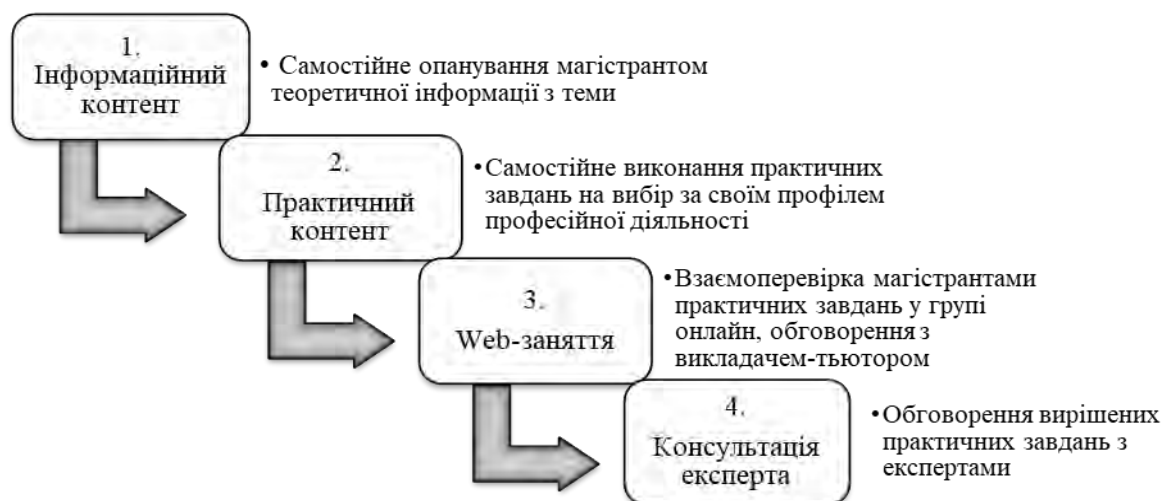 1.
Інформаційний
контент
• Самостійне опанування магістрантом
теоретичної інформації з теми
2.
Практичний
контент
•Самостійне виконання практичних
завдань на вибір за своїм профілем
професійної діяльності
3.
Web-заняття
•Взаємоперевірка магістрантами
практичних завдань у групі
онлайн, обговорення з
викладачем-тьютором
4.
Консультація
експерта
•Обговорення вирішених
практичних завдань з
експертами